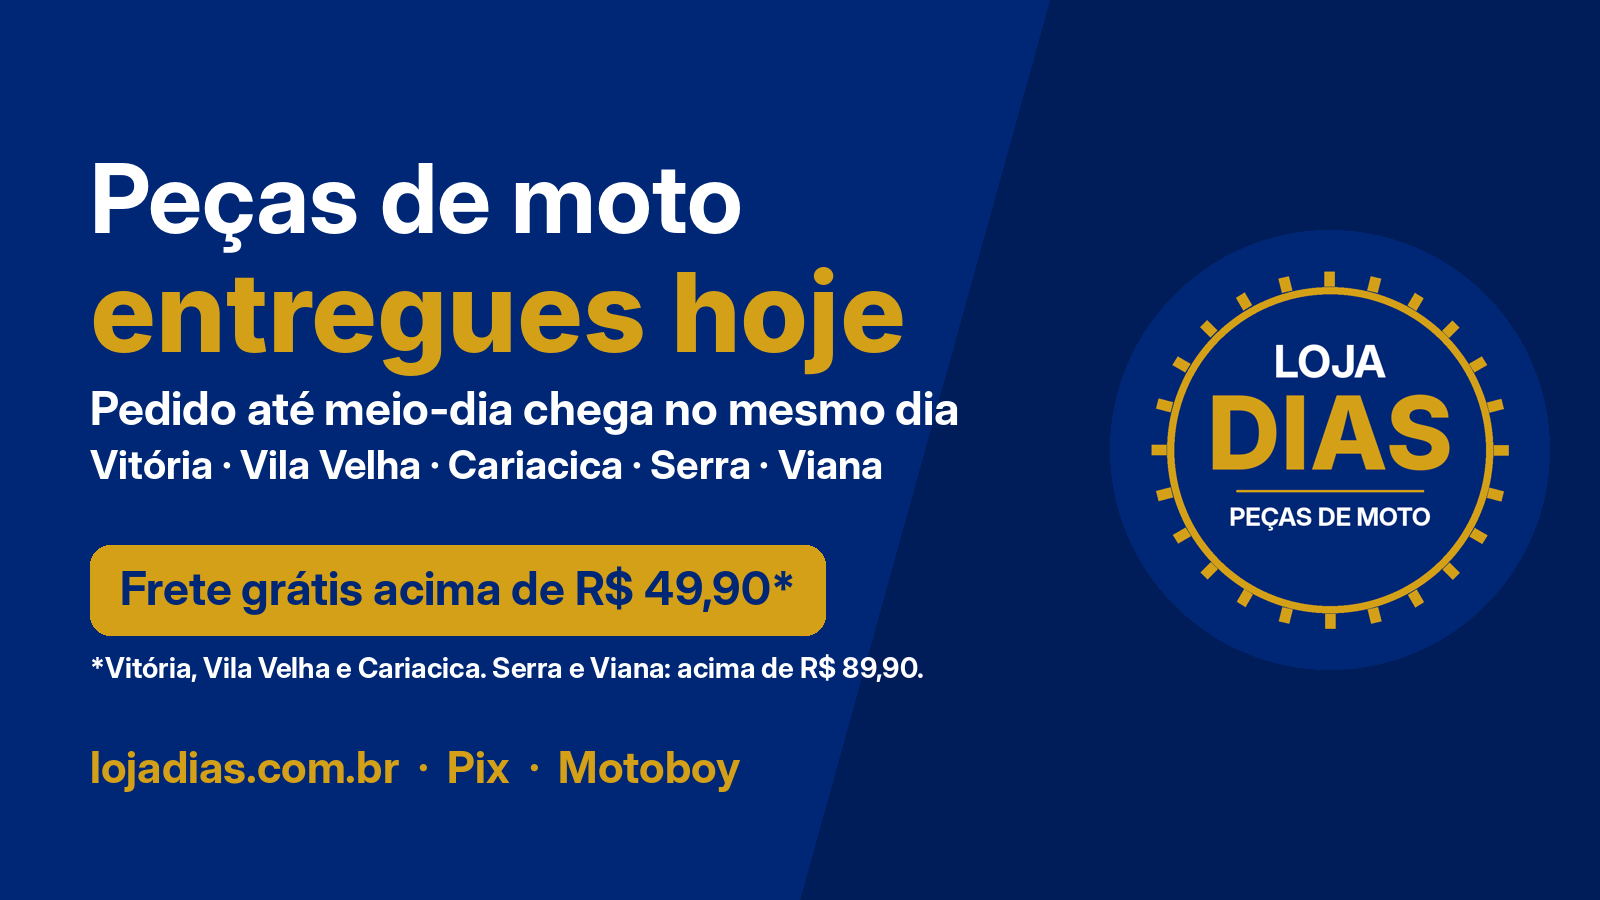 Peças de moto
entregues hoje
Pedido até meio-dia chega no mesmo dia
Vitória · Vila Velha · Cariacica · Serra · Viana
Frete grátis acima de R$ 49,90*
*Vitória, Vila Velha e Cariacica. Serra e Viana: acima de R$ 89,90.
lojadias.com.br · Pix · Motoboy
LOJA
DIAS
PEÇAS DE MOTO